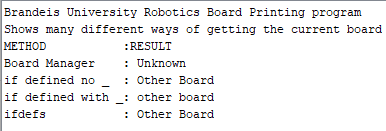 Brandeis University Robotics Board Printing program
Shows many different ways of getting the current board
METHOD          :RESULT
Board Manager   : Unknown
if defined no _  : Other Board
if defined with _: other board
ifdefs          : Other Board